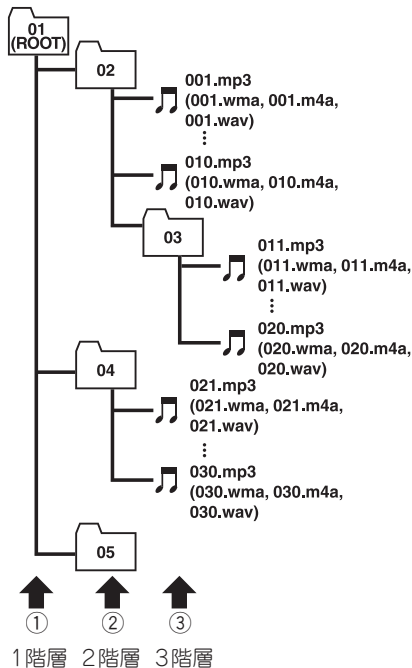 01
(ROOT)
02
001.mp3
(001.wma, 001.m4a,
001.wav)
010.mp3
(010.wma, 010.m4a,
010.wav)
03
011.mp3
(011.wma, 011.m4a,
011.wav)
020.mp3
(020.wma, 020.m4a,
020.wav)
04
021.mp3
(021.wma, 021.m4a,
021.wav)
030.mp3
(030.wma, 030.m4a,
030.wav)
05
① ② ③
1階層 2階層 3階層